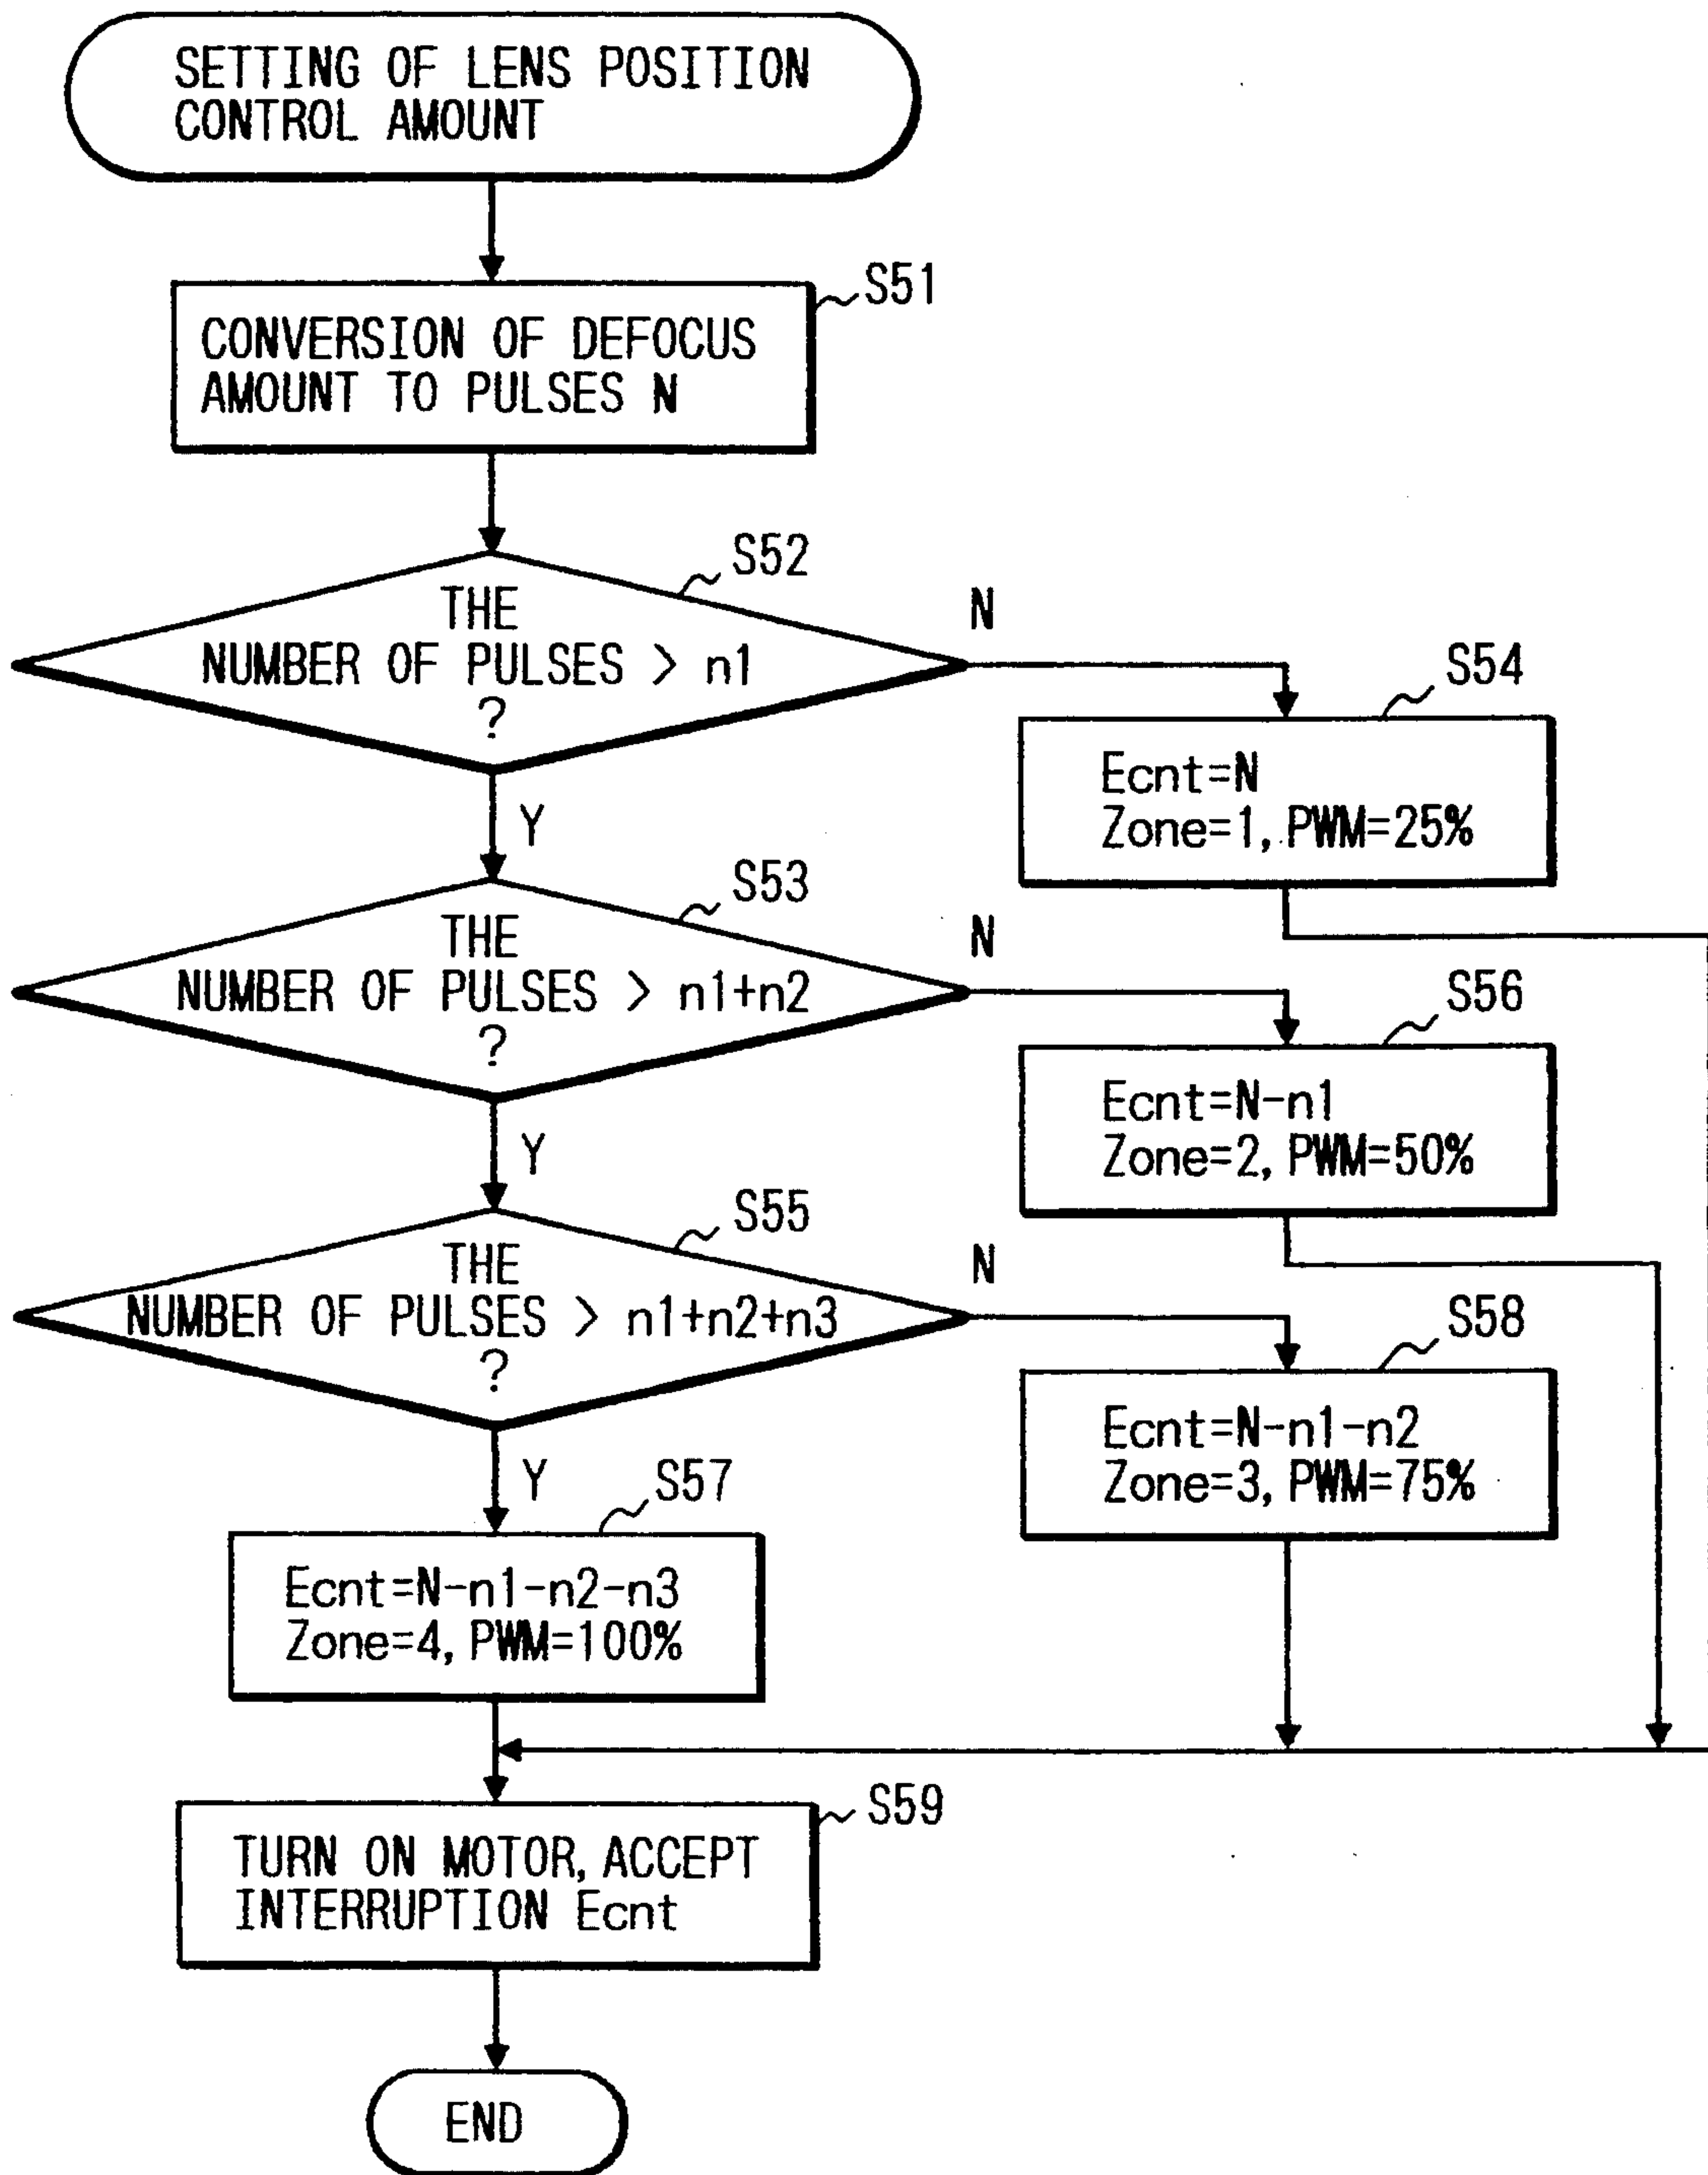 SETTING OF LENS POSITION
CONTROL AMOUNT
S51
CONVERSION OF DEFOCUS
AMOUNT TO PULSES N
S52
THE
NUMBER OF PULSES > n1
?
N
Y
S54
Ecnt=N
Zone=1, PWM=25%
S53
THE
NUMBER OF PULSES > n1+n2
?
N
Y
S56
Ecnt=N-n1
Zone=2, PWM=50%
S55
THE
NUMBER OF PULSES > n1+n2+n3
?
N
Y
S58
Ecnt=N-n1-n2
Zone=3, PWM=75%
S57
Ecnt=N-n1-n2-n3
Zone=4, PWM=100%
S59
TURN ON MOTOR, ACCEPT
INTERRUPTION Ecnt
END